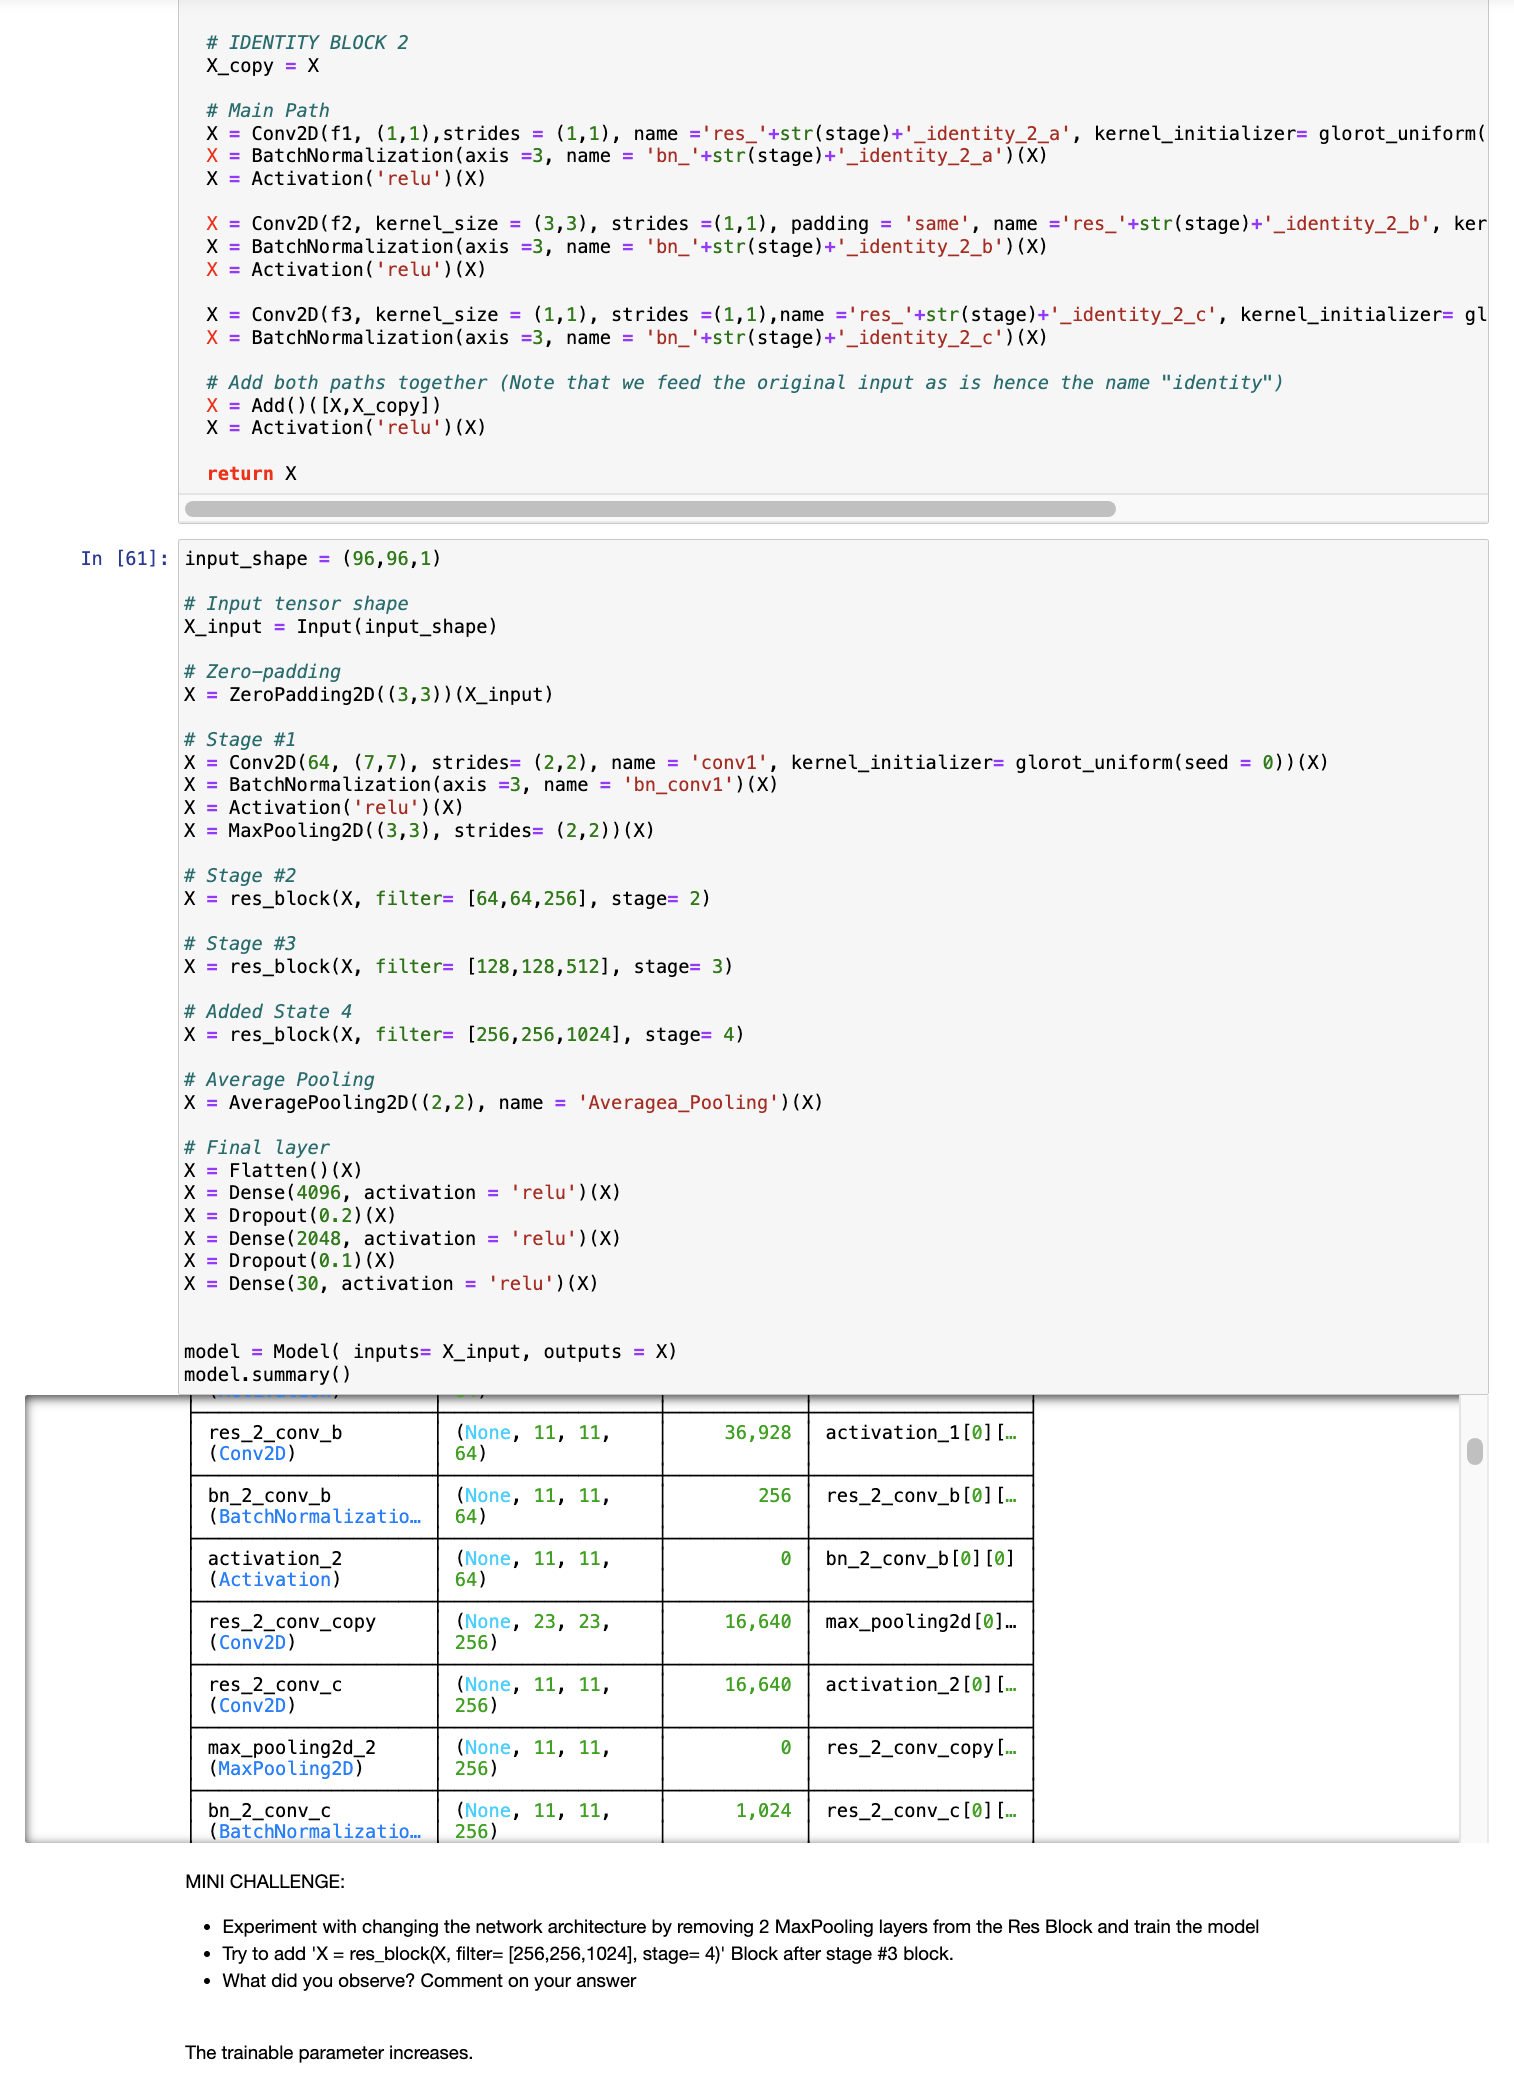 # IDENTITY BLOCK 2
X_copy = X
# Main Path
X = Conv2D(f1, (1,1),strides = (1,1), name ='res_'+str(stage)+'_identity_2_a', kernel_initializer= glorot_uniform(
X = BatchNormalization(axis =3, name = 'bn_'+str(stage)+'_identity_2_a')(X)
X = Activation('relu')(X)
X = Conv2D(f2, kernel_size = (3,3), strides =(1,1), padding = 'same', name ='res_'+str(stage)+'_identity_2_b', ker
X = BatchNormalization(axis =3, name = 'bn_'+str(stage)+'_identity_2_b')(X)
X = Activation('relu')(X)
X = Conv2D(f3, kernel_size = (1,1), strides =(1,1),name ='res_'+str(stage)+'_identity_2_c', kernel_initializer= gl
X = BatchNormalization(axis =3, name = 'bn_'+str(stage)+'_identity_2_c')(X)
# Add both paths together (Note that we feed the original input as is hence the name "identity")
X = Add()([X,X_copy])
X = Activation('relu')(X)
return X
In [61]: input_shape = (96,96,1)
# Input tensor shape
X_input = Input(input_shape)
# Zero-padding
X = ZeroPadding2D((3,3))(X_input)
# Stage #1
X = Conv2D(64, (7,7), strides= (2,2), name = 'conv1', kernel_initializer= glorot_uniform(seed = 0))(X)
X = BatchNormalization(axis =3, name = 'bn_conv1')(X)
X = Activation('relu')(X)
X = MaxPooling2D((3,3), strides= (2,2))(X)
# Stage #2
X = res_block(X, filter= [64,64,256], stage= 2)
# Stage #3
X = res_block(X, filter= [128,128,512], stage= 3)
# Added State 4
X = res_block(X, filter= [256,256,1024], stage= 4)
# Average Pooling
X = AveragePooling2D((2,2), name = 'Averagea_Pooling')(X)
# Final layer
X = Flatten()(X)
X = Dense(4096, activation = 'relu')(X)
X = Dropout(0.2)(X)
X = Dense(2048, activation = 'relu')(X)
X = Dropout(0.1)(X)
X = Dense(30, activation = 'relu')(X)
model = Model( inputs= X_input, outputs = X)
model.summary()
res_2_conv_b (None, 11, 11, 36,928 activation_1[0][…
(Conv2D) 64)
bn_2_conv_b (None, 11, 11, 256 res_2_conv_b[0][…
(BatchNormalizatio… 64)
activation_2 (None, 11, 11, 0 bn_2_conv_b[0][0]
(Activation) 64)
res_2_conv_copy (None, 23, 23, 16,640 max_pooling2d[0]…
(Conv2D) 256)
res_2_conv_c (None, 11, 11, 16,640 activation_2[0][…
(Conv2D) 256)
max_pooling2d_2 (None, 11, 11, 0 res_2_conv_copy[…
(MaxPooling2D) 256)
bn_2_conv_c (None, 11, 11, 1,024 res_2_conv_c[0][…
(BatchNormalizatio… 256)
MINI CHALLENGE:
• Experiment with changing the network architecture by removing 2 MaxPooling layers from the Res Block and train the model
• Try to add 'X = res_block(X, filter= [256,256,1024], stage= 4)' Block after stage #3 block.
• What did you observe? Comment on your answer
The trainable parameter increases.